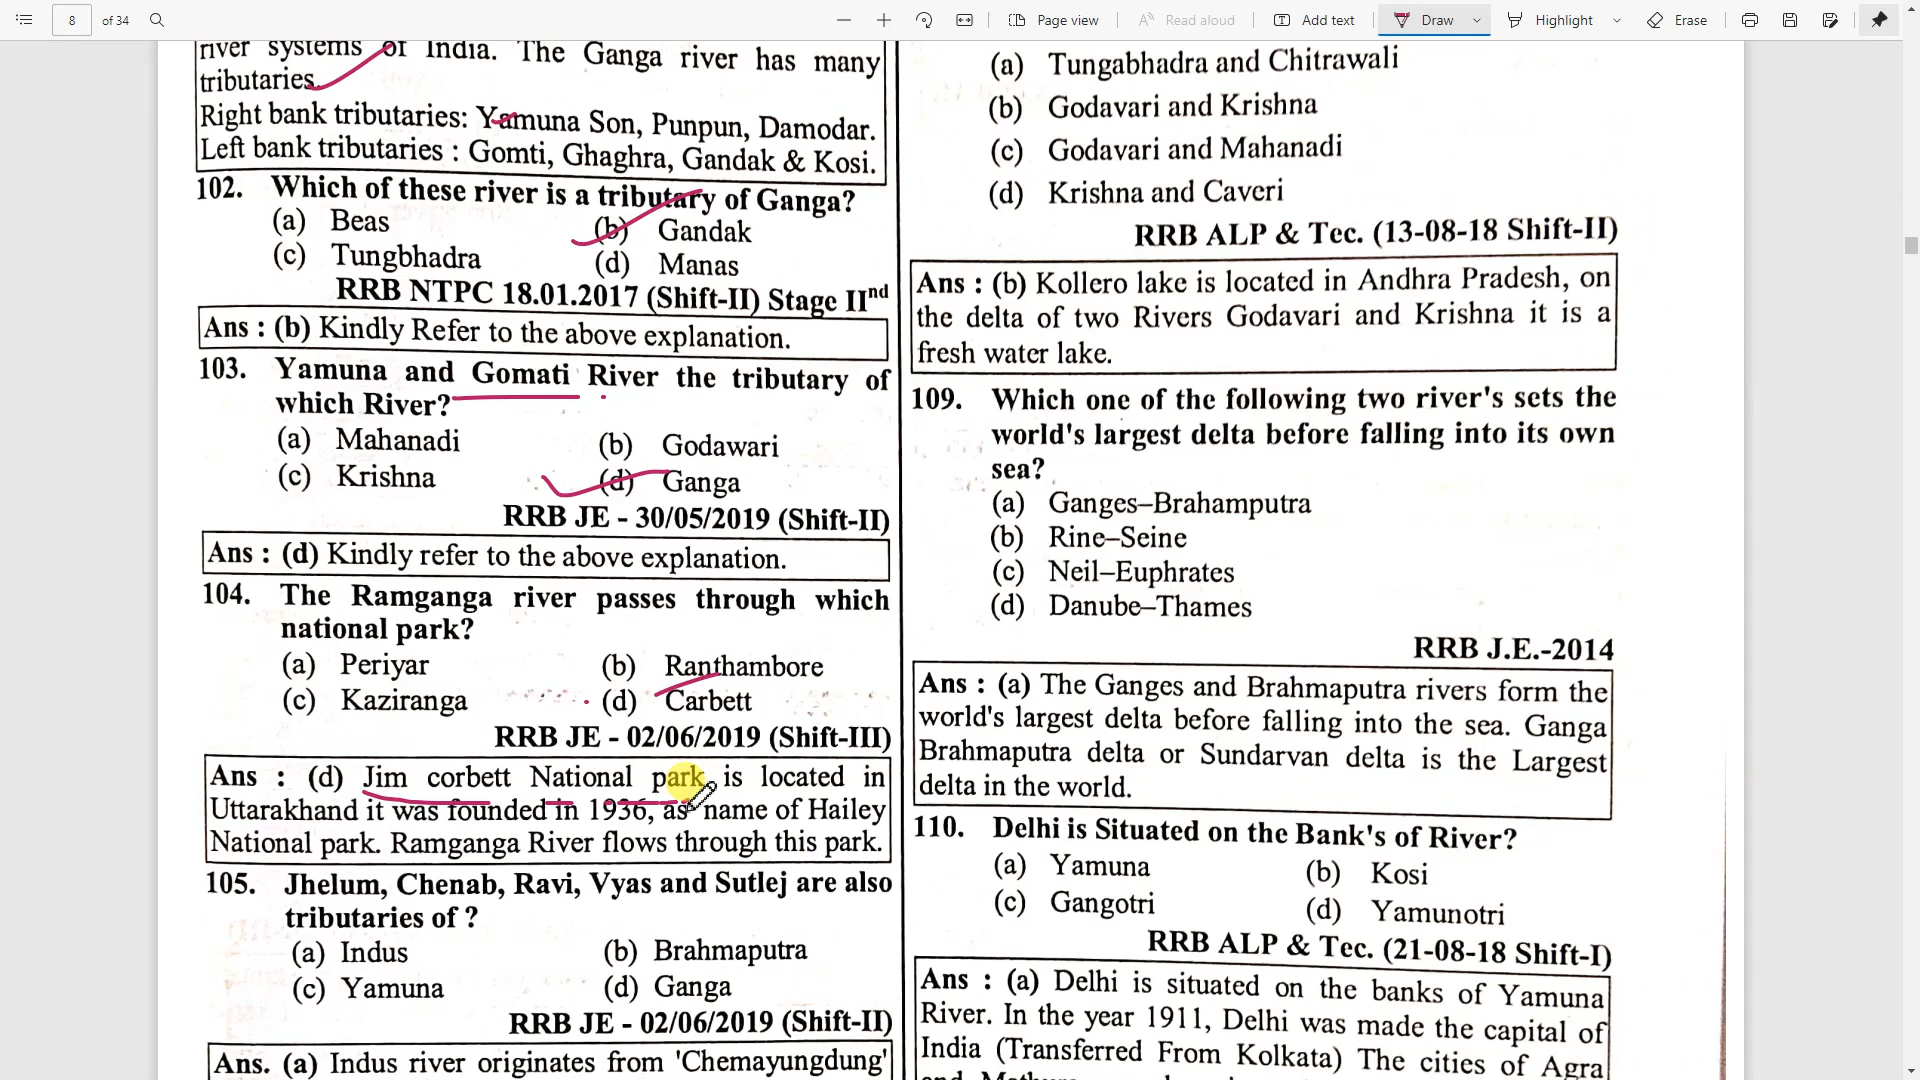 8 of 34
Page view
Read aloud
Add text
Draw
Highlight
Erase
river systems of India. The Ganga river has many
tributaries.
Right bank tributaries: Yamuna Son, Punpun, Damodar.
Left bank tributaries : Gomti, Ghaghra, Gandak & Kosi.
102. Which of these river is a tributary of Ganga?
(a) Beas (b) Gandak
(c) Tungbhadra (d) Manas
RRB NTPC 18.01.2017 (Shift-II) Stage IInd
Ans : (b) Kindly Refer to the above explanation.
103. Yamuna and Gomati River the tributary of
which River?
(a) Mahanadi (b) Godawari
(c) Krishna (d) Ganga
RRB JE - 30/05/2019 (Shift-II)
Ans : (d) Kindly refer to the above explanation.
104. The Ramganga river passes through which
national park?
(a) Periyar (b) Ranthambore
(c) Kaziranga (d) Carbett
RRB JE - 02/06/2019 (Shift-III)
Ans : (d) Jim corbett National park is located in
Uttarakhand it was founded in 1936, as name of Hailey
National park. Ramganga River flows through this park.
105. Jhelum, Chenab, Ravi, Vyas and Sutlej are also
tributaries of ?
(a) Indus (b) Brahmaputra
(c) Yamuna (d) Ganga
RRB JE - 02/06/2019 (Shift-II)
Ans. (a) Indus river originates from 'Chemayungdung'
(a) Tungabhadra and Chitrawali
(b) Godavari and Krishna
(c) Godavari and Mahanadi
(d) Krishna and Caveri
RRB ALP & Tec. (13-08-18 Shift-II)
Ans : (b) Kollero lake is located in Andhra Pradesh, on
the delta of two Rivers Godavari and Krishna it is a
fresh water lake.
109. Which one of the following two river's sets the
world's largest delta before falling into its own
sea?
(a) Ganges–Brahamputra
(b) Rine–Seine
(c) Neil–Euphrates
(d) Danube–Thames
RRB J.E.-2014
Ans : (a) The Ganges and Brahmaputra rivers form the
world's largest delta before falling into the sea. Ganga
Brahmaputra delta or Sundarvan delta is the Largest
delta in the world.
110. Delhi is Situated on the Bank's of River?
(a) Yamuna (b) Kosi
(c) Gangotri (d) Yamunotri
RRB ALP & Tec. (21-08-18 Shift-I)
Ans : (a) Delhi is situated on the banks of Yamuna
River. In the year 1911, Delhi was made the capital of
India (Transferred From Kolkata) The cities of Agra